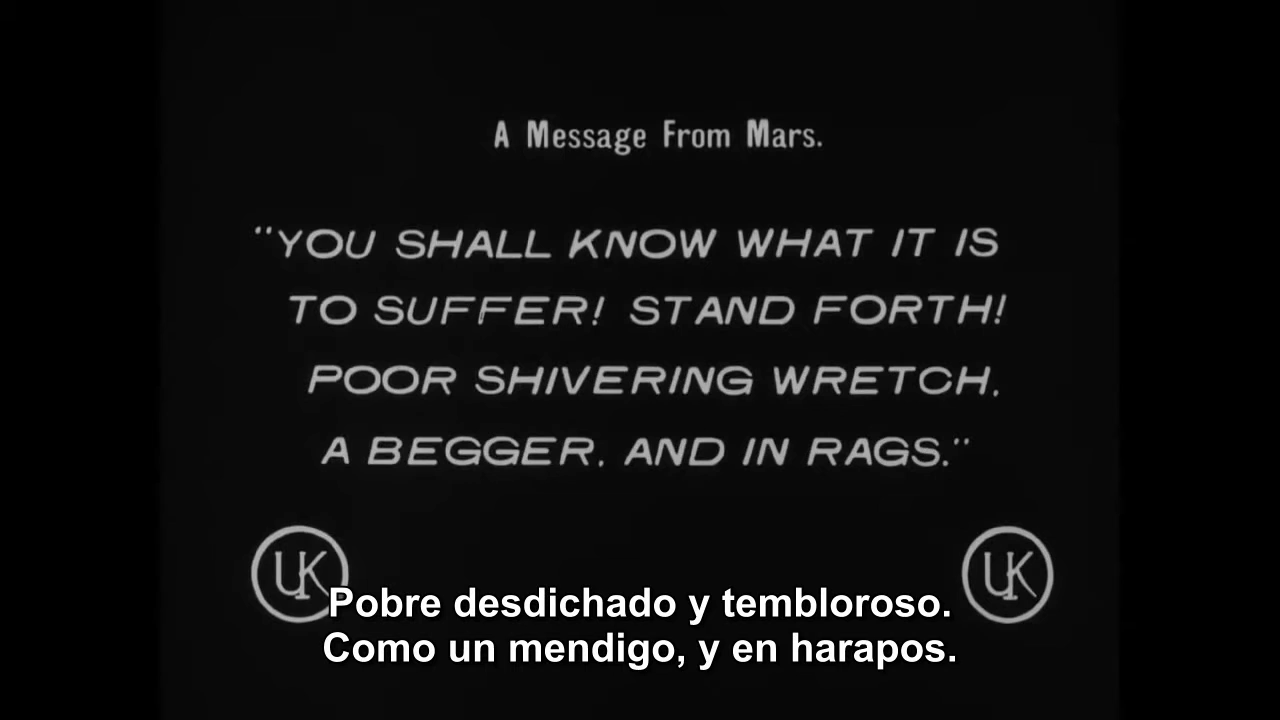 A Message From Mars.
"YOU SHALL KNOW WHAT IT IS
TO SUFFER! STAND FORTH!
POOR SHIVERING WRETCH,
A BEGGER, AND IN RAGS."
UK UK
Pobre desdichado y tembloroso.
Como un mendigo, y en harapos.